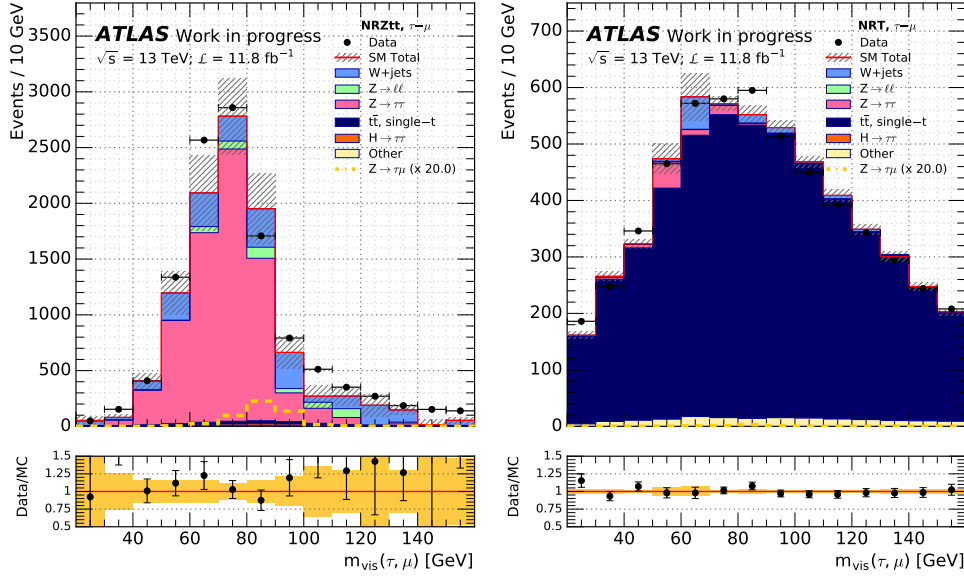 NRZtt, τ−μ
ATLAS Work in progress
√s = 13 TeV; ℒ = 11.8 fb⁻¹
Data
SM Total
W+jets
Z→ℓℓ
Z→ττ
tt̄, single−t
H→ττ
Other
Z→τμ (x 20.0)
Events / 10 GeV
3500
3000
2500
2000
1500
1000
500
0
Data/MC
1.5
1.25
1
0.75
0.5
40 60 80 100 120 140
m_vis(τ, μ) [GeV]
NRT, τ−μ
ATLAS Work in progress
√s = 13 TeV; ℒ = 11.8 fb⁻¹
Data
SM Total
W+jets
Z→ℓℓ
Z→ττ
tt̄, single−t
H→ττ
Other
Z→τμ (x 20.0)
Events / 10 GeV
700
600
500
400
300
200
100
0
Data/MC
1.5
1.25
1
0.75
0.5
40 60 80 100 120 140
m_vis(τ, μ) [GeV]